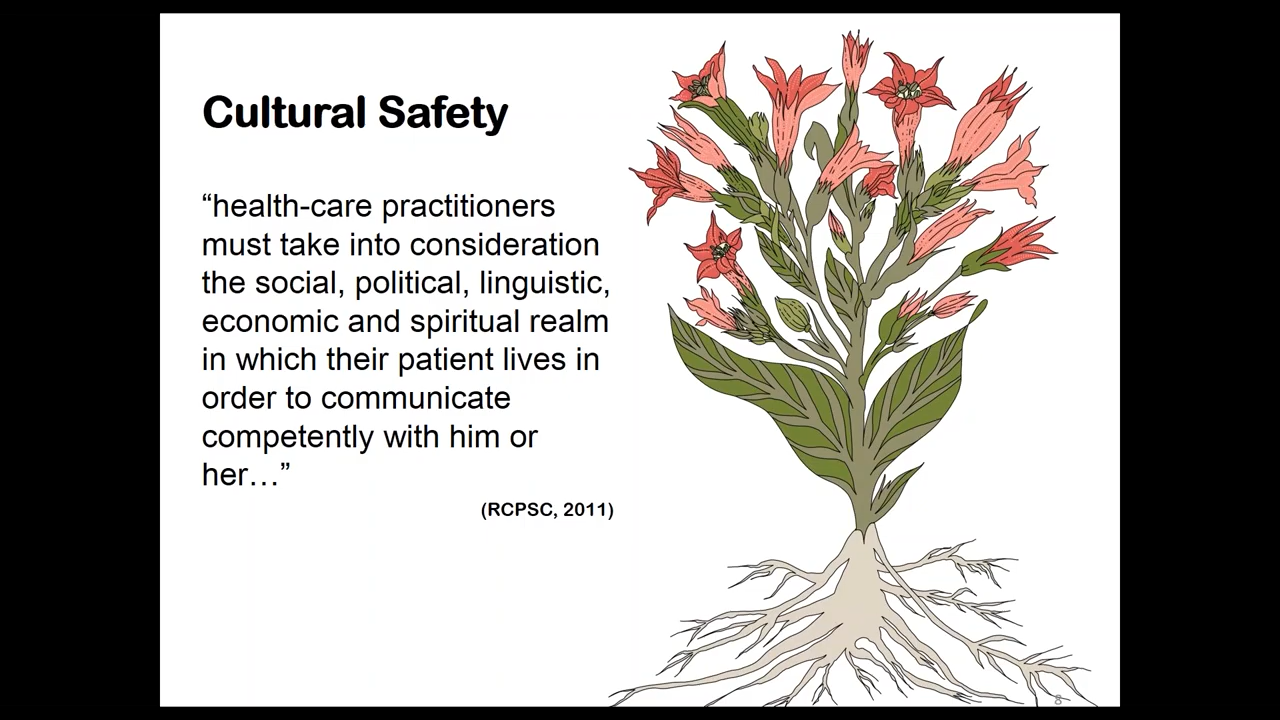 Cultural Safety
“health-care practitioners
must take into consideration
the social, political, linguistic,
economic and spiritual realm
in which their patient lives in
order to communicate
competently with him or
her…”
(RCPSC, 2011)
8